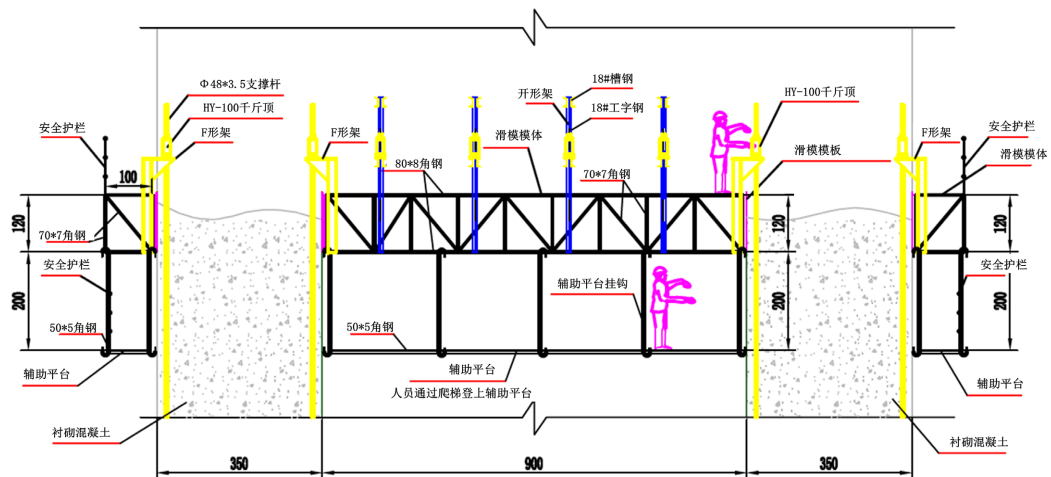 Φ48*3.5支撑杆
HY-100千斤顶
F形架
安全护栏
100
120
70*7角钢
安全护栏
200
50*5角钢
辅助平台
衬砌混凝土
F形架
80*8角钢
滑模模体
开形架
18#槽钢
18#工字钢
70*7角钢
HY-100千斤顶
滑模模板
F形架
安全护栏
滑模模体
120
120
安全护栏
辅助平台挂钩
200
200
50*5角钢
辅助平台
人员通过爬梯登上辅助平台
辅助平台
衬砌混凝土
350
900
350